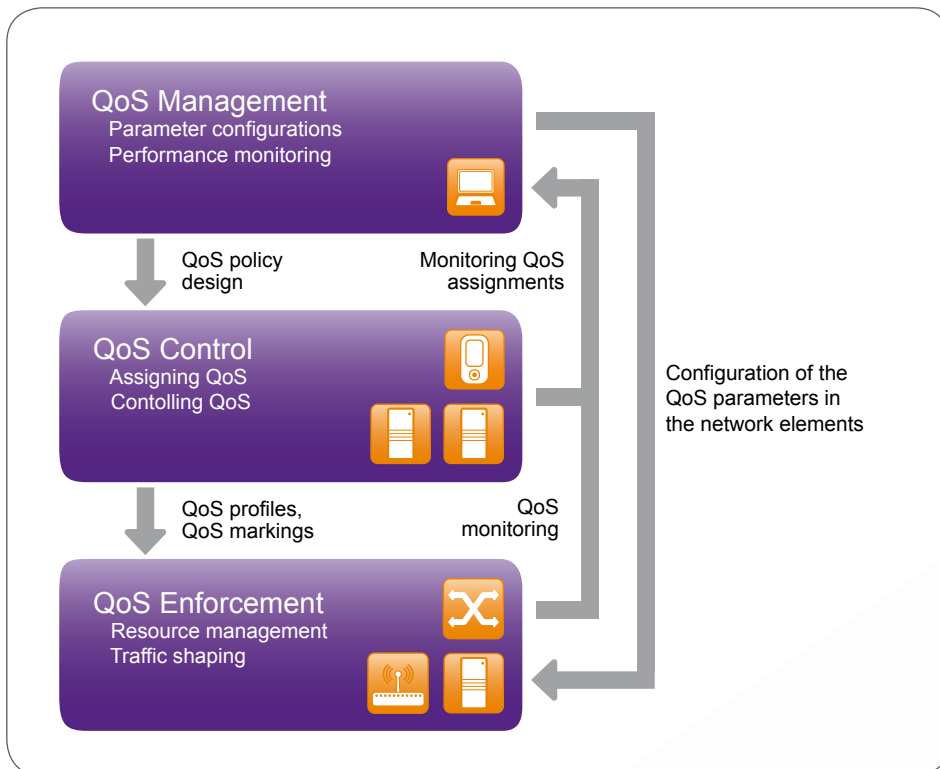 QoS Management
Parameter configurations
Performance monitoring
QoS policy
design
Monitoring QoS
assignments
QoS Control
Assigning QoS
Contolling QoS
Configuration of the
QoS parameters in
the network elements
QoS profiles,
QoS markings
QoS
monitoring
QoS Enforcement
Resource management
Traffic shaping